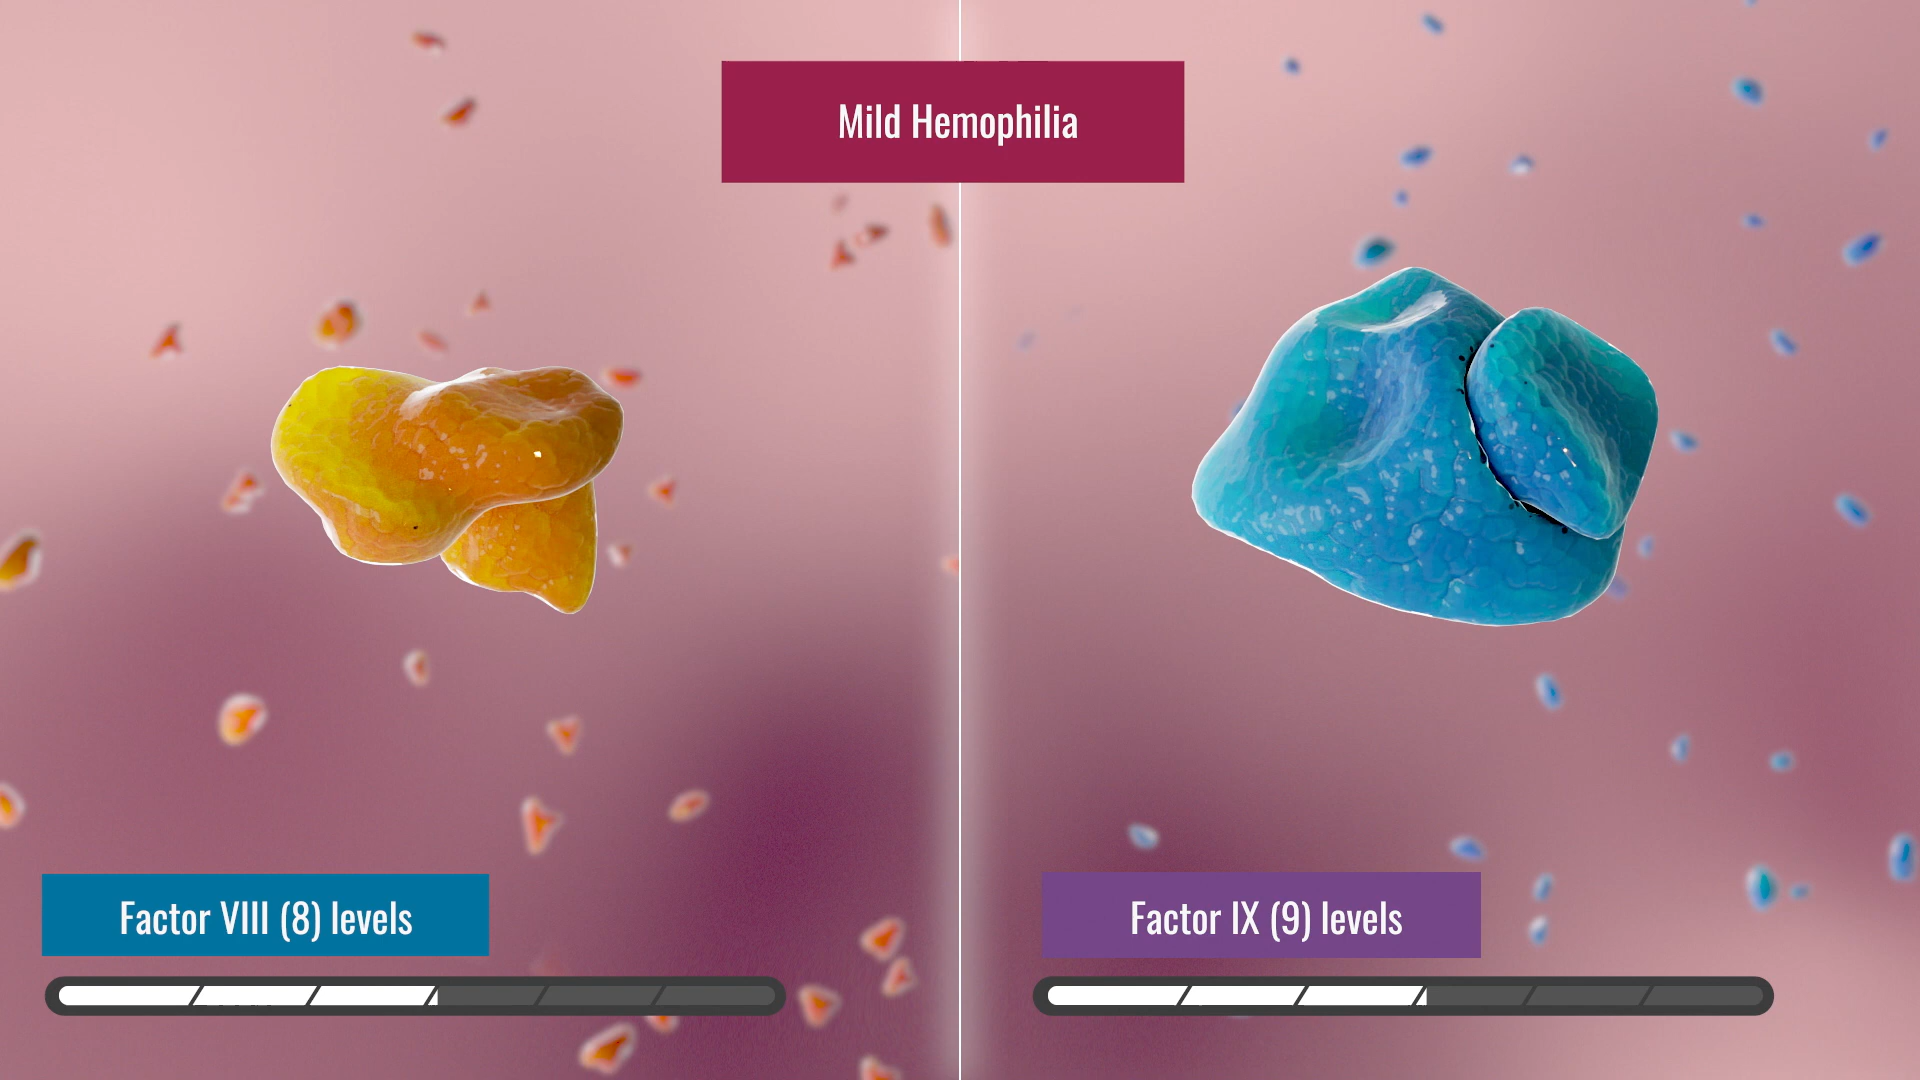 Mild Hemophilia
Factor VIII (8) levels
Factor IX (9) levels